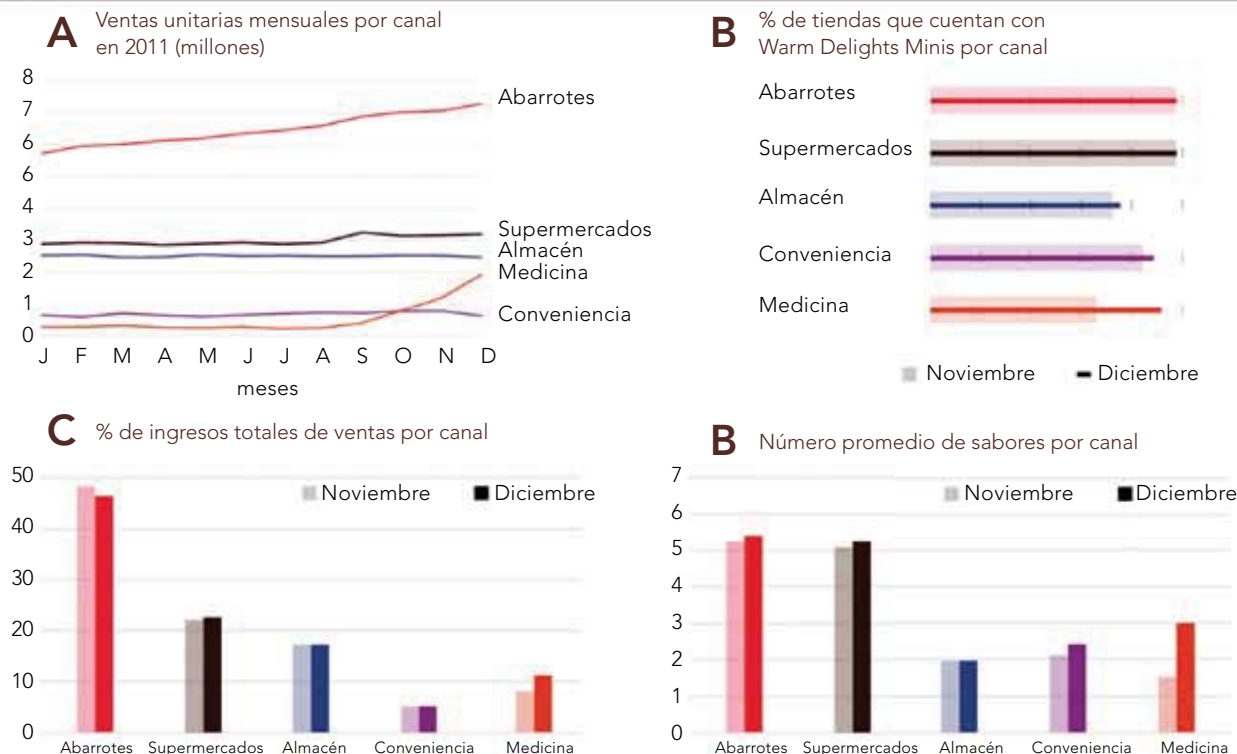 A Ventas unitarias mensuales por canal
en 2011 (millones)
8
7
6
6
4
3
2
1
0
Abarrotes
Supermercados
Almacén
Medicina
Conveniencia
J F M A M J J A S O N D
meses
B % de tiendas que cuentan con
Warm Delights Minis por canal
Abarrotes
Supermercados
Almacén
Conveniencia
Medicina
Noviembre Diciembre
C % de ingresos totales de ventas por canal
50
40
30
20
10
0
Noviembre Diciembre
Abarrotes Supermercados Almacén Conveniencia Medicina
B Número promedio de sabores por canal
7
6
5
4
3
2
1
0
Noviembre Diciembre
Abarrotes Supermercados Almacén Conveniencia Medicina